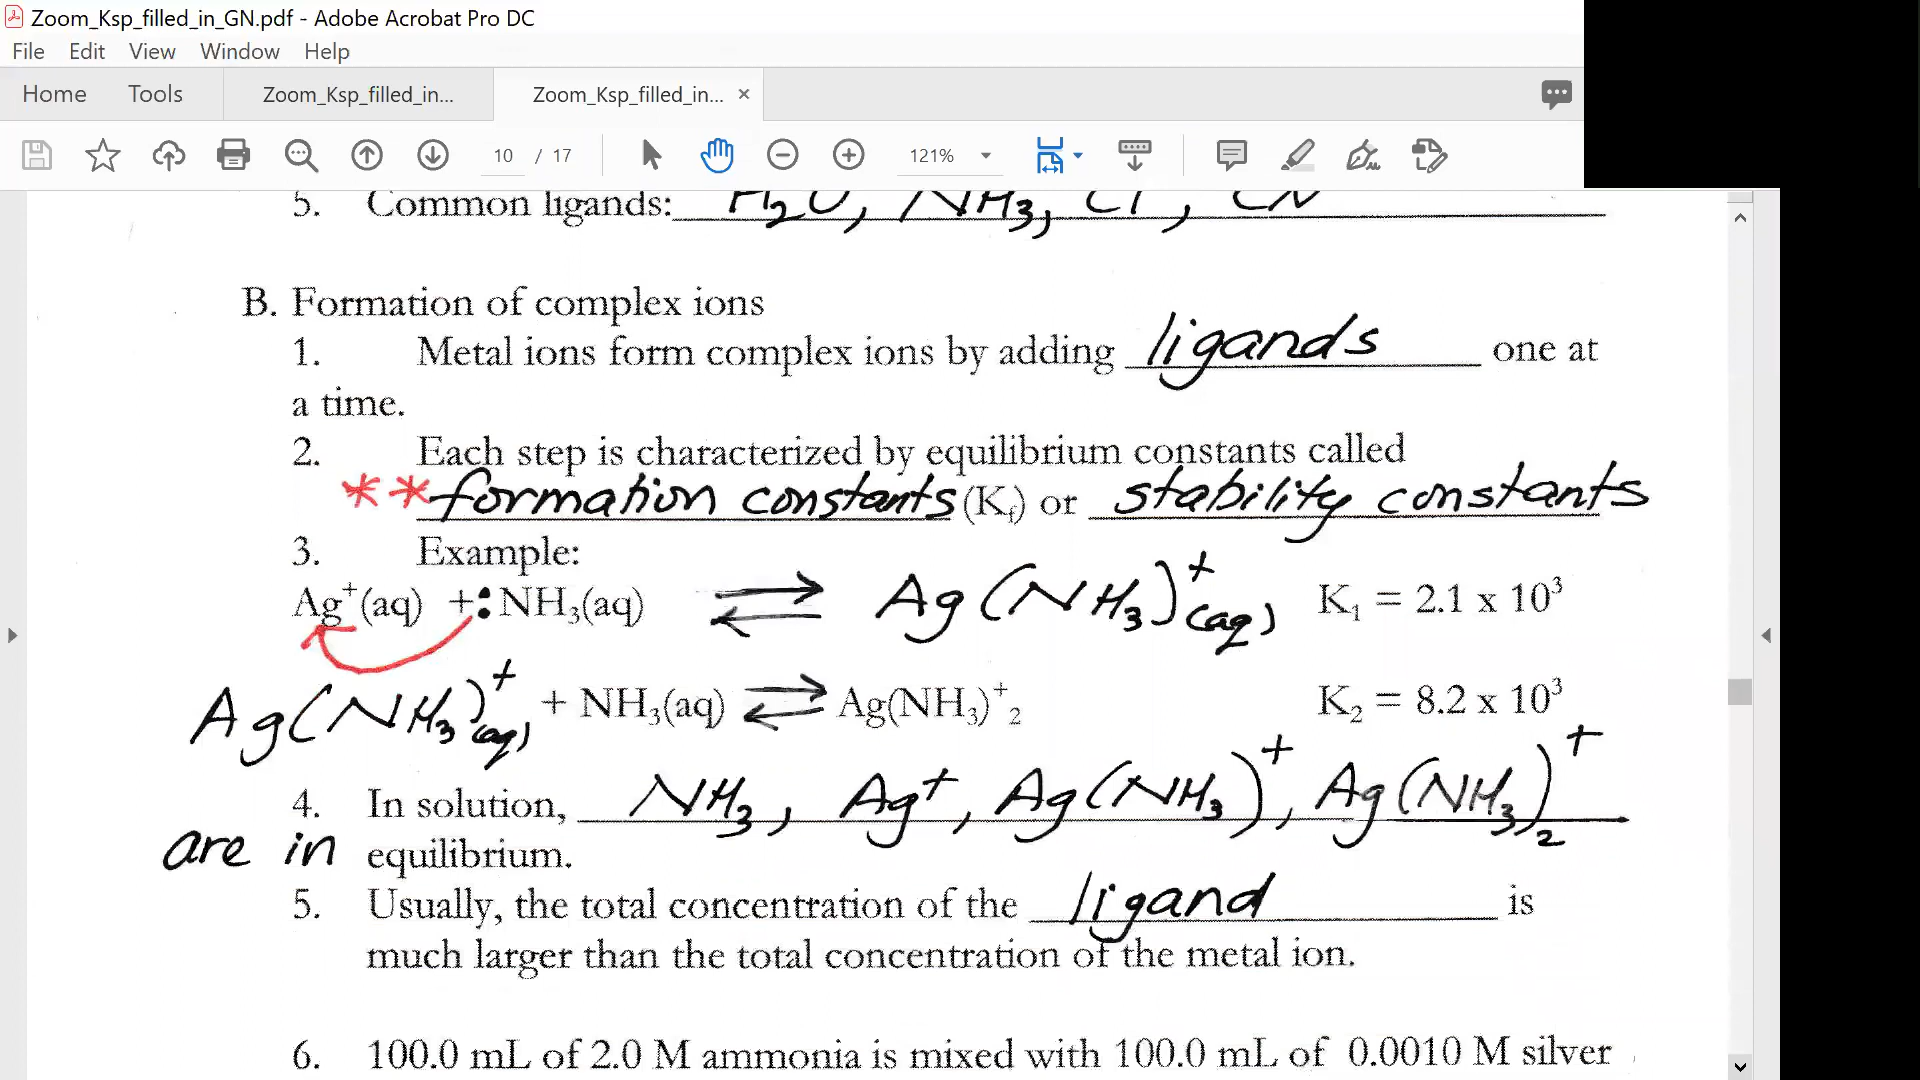 Zoom_Ksp_filled_in_GN.pdf - Adobe Acrobat Pro DC
File Edit View Window Help
Home Tools Zoom_Ksp_filled_in... Zoom_Ksp_filled_in... ×
10 / 17 121%
5. Common ligands: H₂O, NH₃, Cl⁻, CN
B. Formation of complex ions
1. Metal ions form complex ions by adding ligands one at
a time.
2. Each step is characterized by equilibrium constants called
** formation constants (K_f) or stability constants
3. Example:
Ag⁺(aq) + :NH₃(aq) ⇌ Ag(NH₃)⁺(aq) K₁ = 2.1 x 10³
Ag(NH₃)⁺(aq) + NH₃(aq) ⇌ Ag(NH₃)⁺₂ K₂ = 8.2 x 10³
4. In solution, NH₃, Ag⁺, Ag(NH₃)⁺, Ag(NH₃)₂⁺
are in equilibrium.
5. Usually, the total concentration of the ligand is
much larger than the total concentration of the metal ion.
6. 100.0 mL of 2.0 M ammonia is mixed with 100.0 mL of 0.0010 M silver